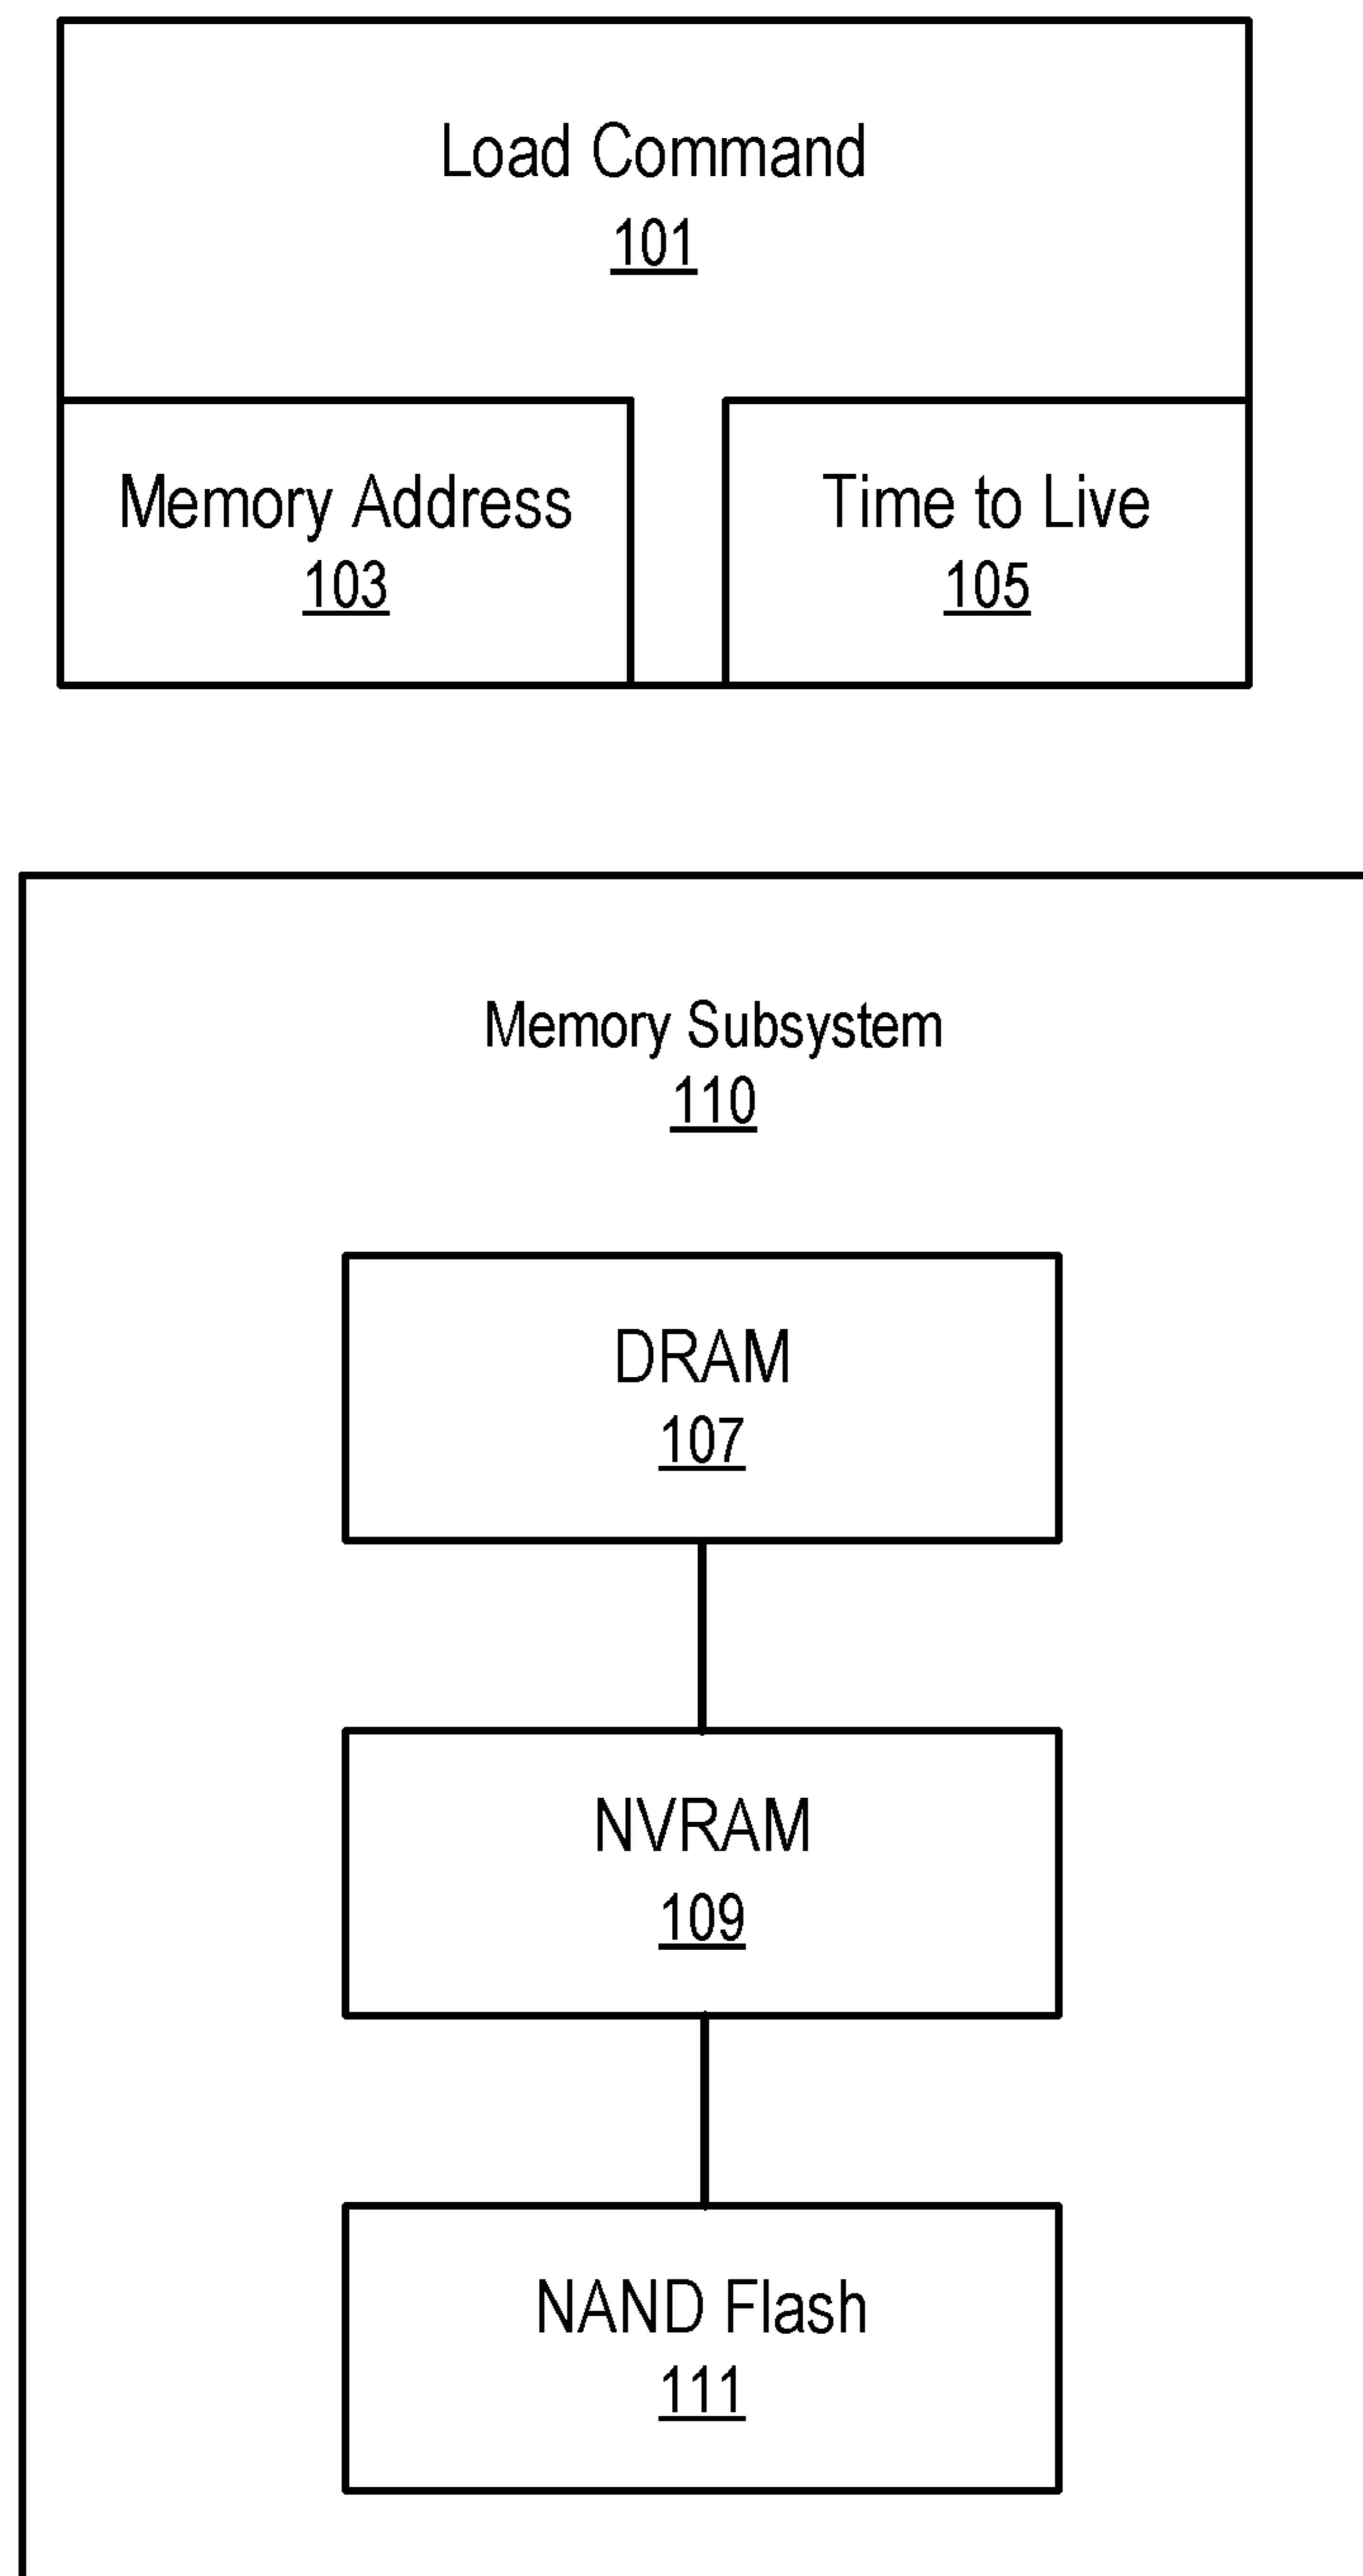 Load Command
101
Memory Address
103
Time to Live
105
Memory Subsystem
110
DRAM
107
NVRAM
109
NAND Flash
111